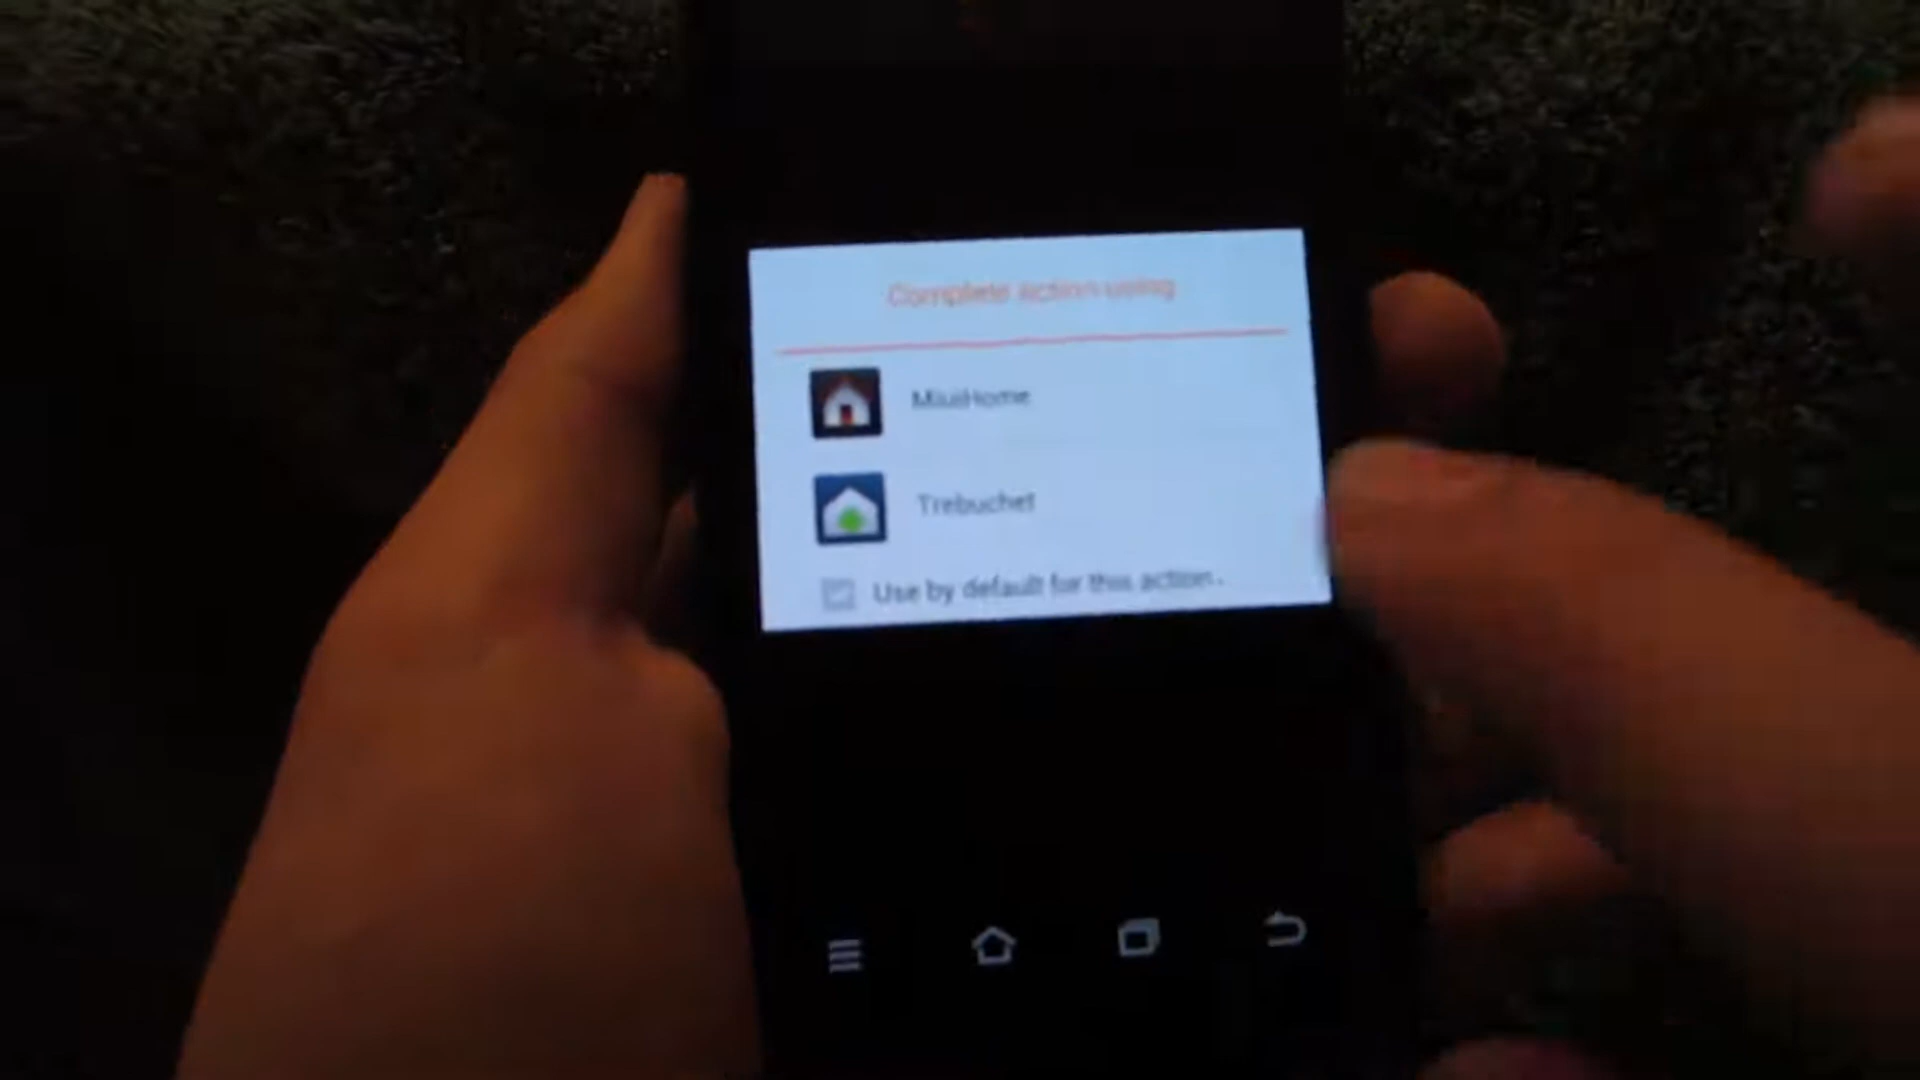 Complete action using
MiuiHome
Trebuchet
Use by default for this action.